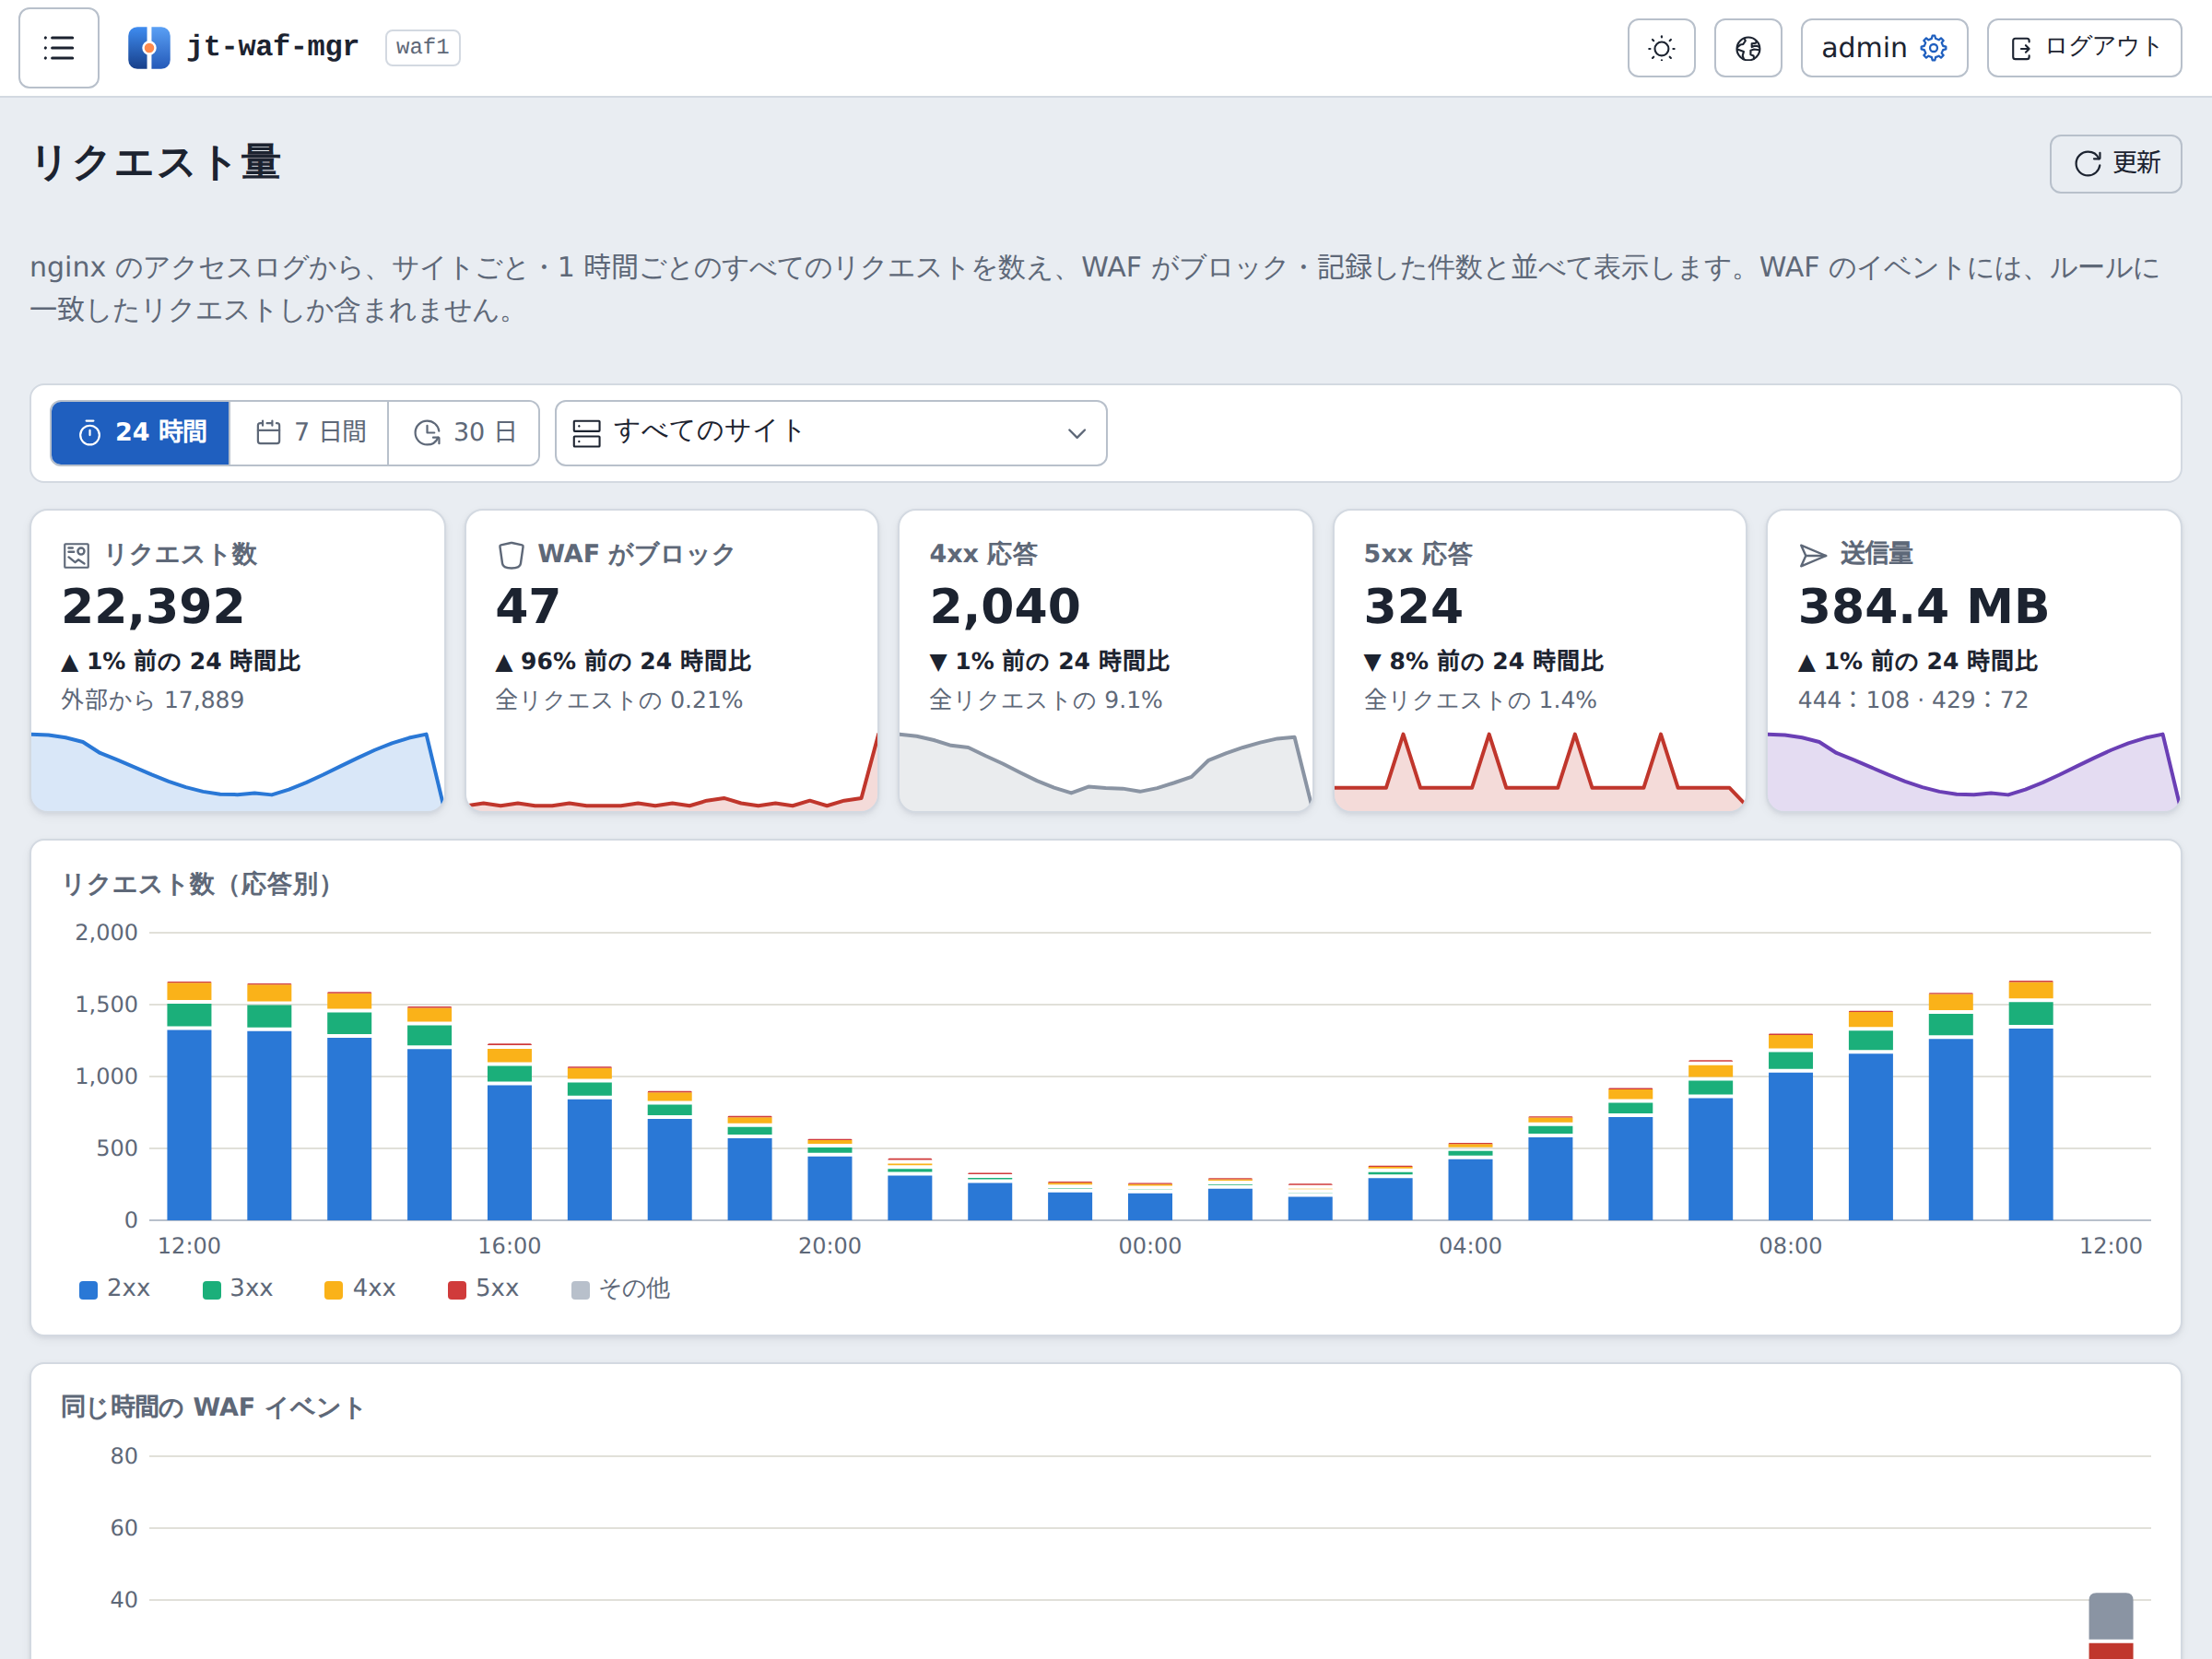 jt-waf-mgr waf1 admin ログアウト
リクエスト量 更新
nginx のアクセスログから、サイトごと・1 時間ごとのすべてのリクエストを数え、WAF がブロック・記録した件数と並べて表示します。WAF のイベントには、ルールに
一致したリクエストしか含まれません。
24 時間 7 日間 30 日 すべてのサイト
リクエスト数
22,392
▲ 1% 前の 24 時間比
外部から 17,889
WAF がブロック
47
▲ 96% 前の 24 時間比
全リクエストの 0.21%
4xx 応答
2,040
▼ 1% 前の 24 時間比
全リクエストの 9.1%
5xx 応答
324
▼ 8% 前の 24 時間比
全リクエストの 1.4%
送信量
384.4 MB
▲ 1% 前の 24 時間比
444：108 · 429：72
リクエスト数（応答別）
2,000
1,500
1,000
500
0
12:00 16:00 20:00 00:00 04:00 08:00 12:00
2xx 3xx 4xx 5xx その他
同じ時間の WAF イベント
80
60
40